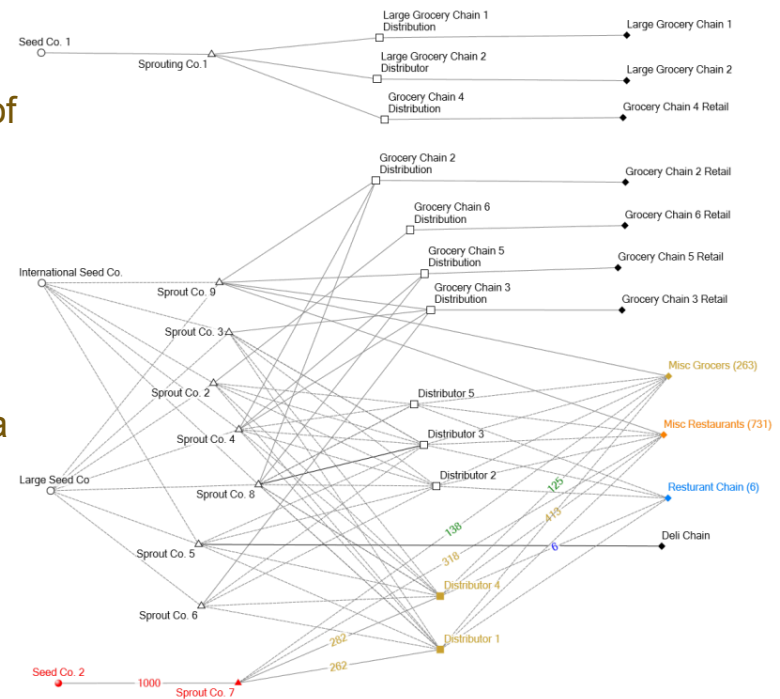 Large Grocery Chain 1
Distribution
Large Grocery Chain 1
Seed Co. 1
Sprouting Co.1
Large Grocery Chain 2
Distributor
Large Grocery Chain 2
of
Grocery Chain 4
Distribution
Grocery Chain 4 Retail
Grocery Chain 2
Distribution
Grocery Chain 2 Retail
Grocery Chain 6
Distribution
Grocery Chain 6 Retail
Grocery Chain 5
Distribution
Grocery Chain 5 Retail
International Seed Co.
Sprout Co. 9
Grocery Chain 3
Distribution
Grocery Chain 3 Retail
Sprout Co. 3
Misc Grocers (263)
Sprout Co. 2
Distributor 5
a
Misc Restaurants (731)
Sprout Co. 4
Distributor 3
Large Seed Co
Sprout Co. 8
Distributor 2
125
Resturant Chain (6)
413
138
Deli Chain
Sprout Co. 5
318
6
Distributor 4
Sprout Co. 6
282
Distributor 1
262
Seed Co. 2
1000
Sprout Co. 7